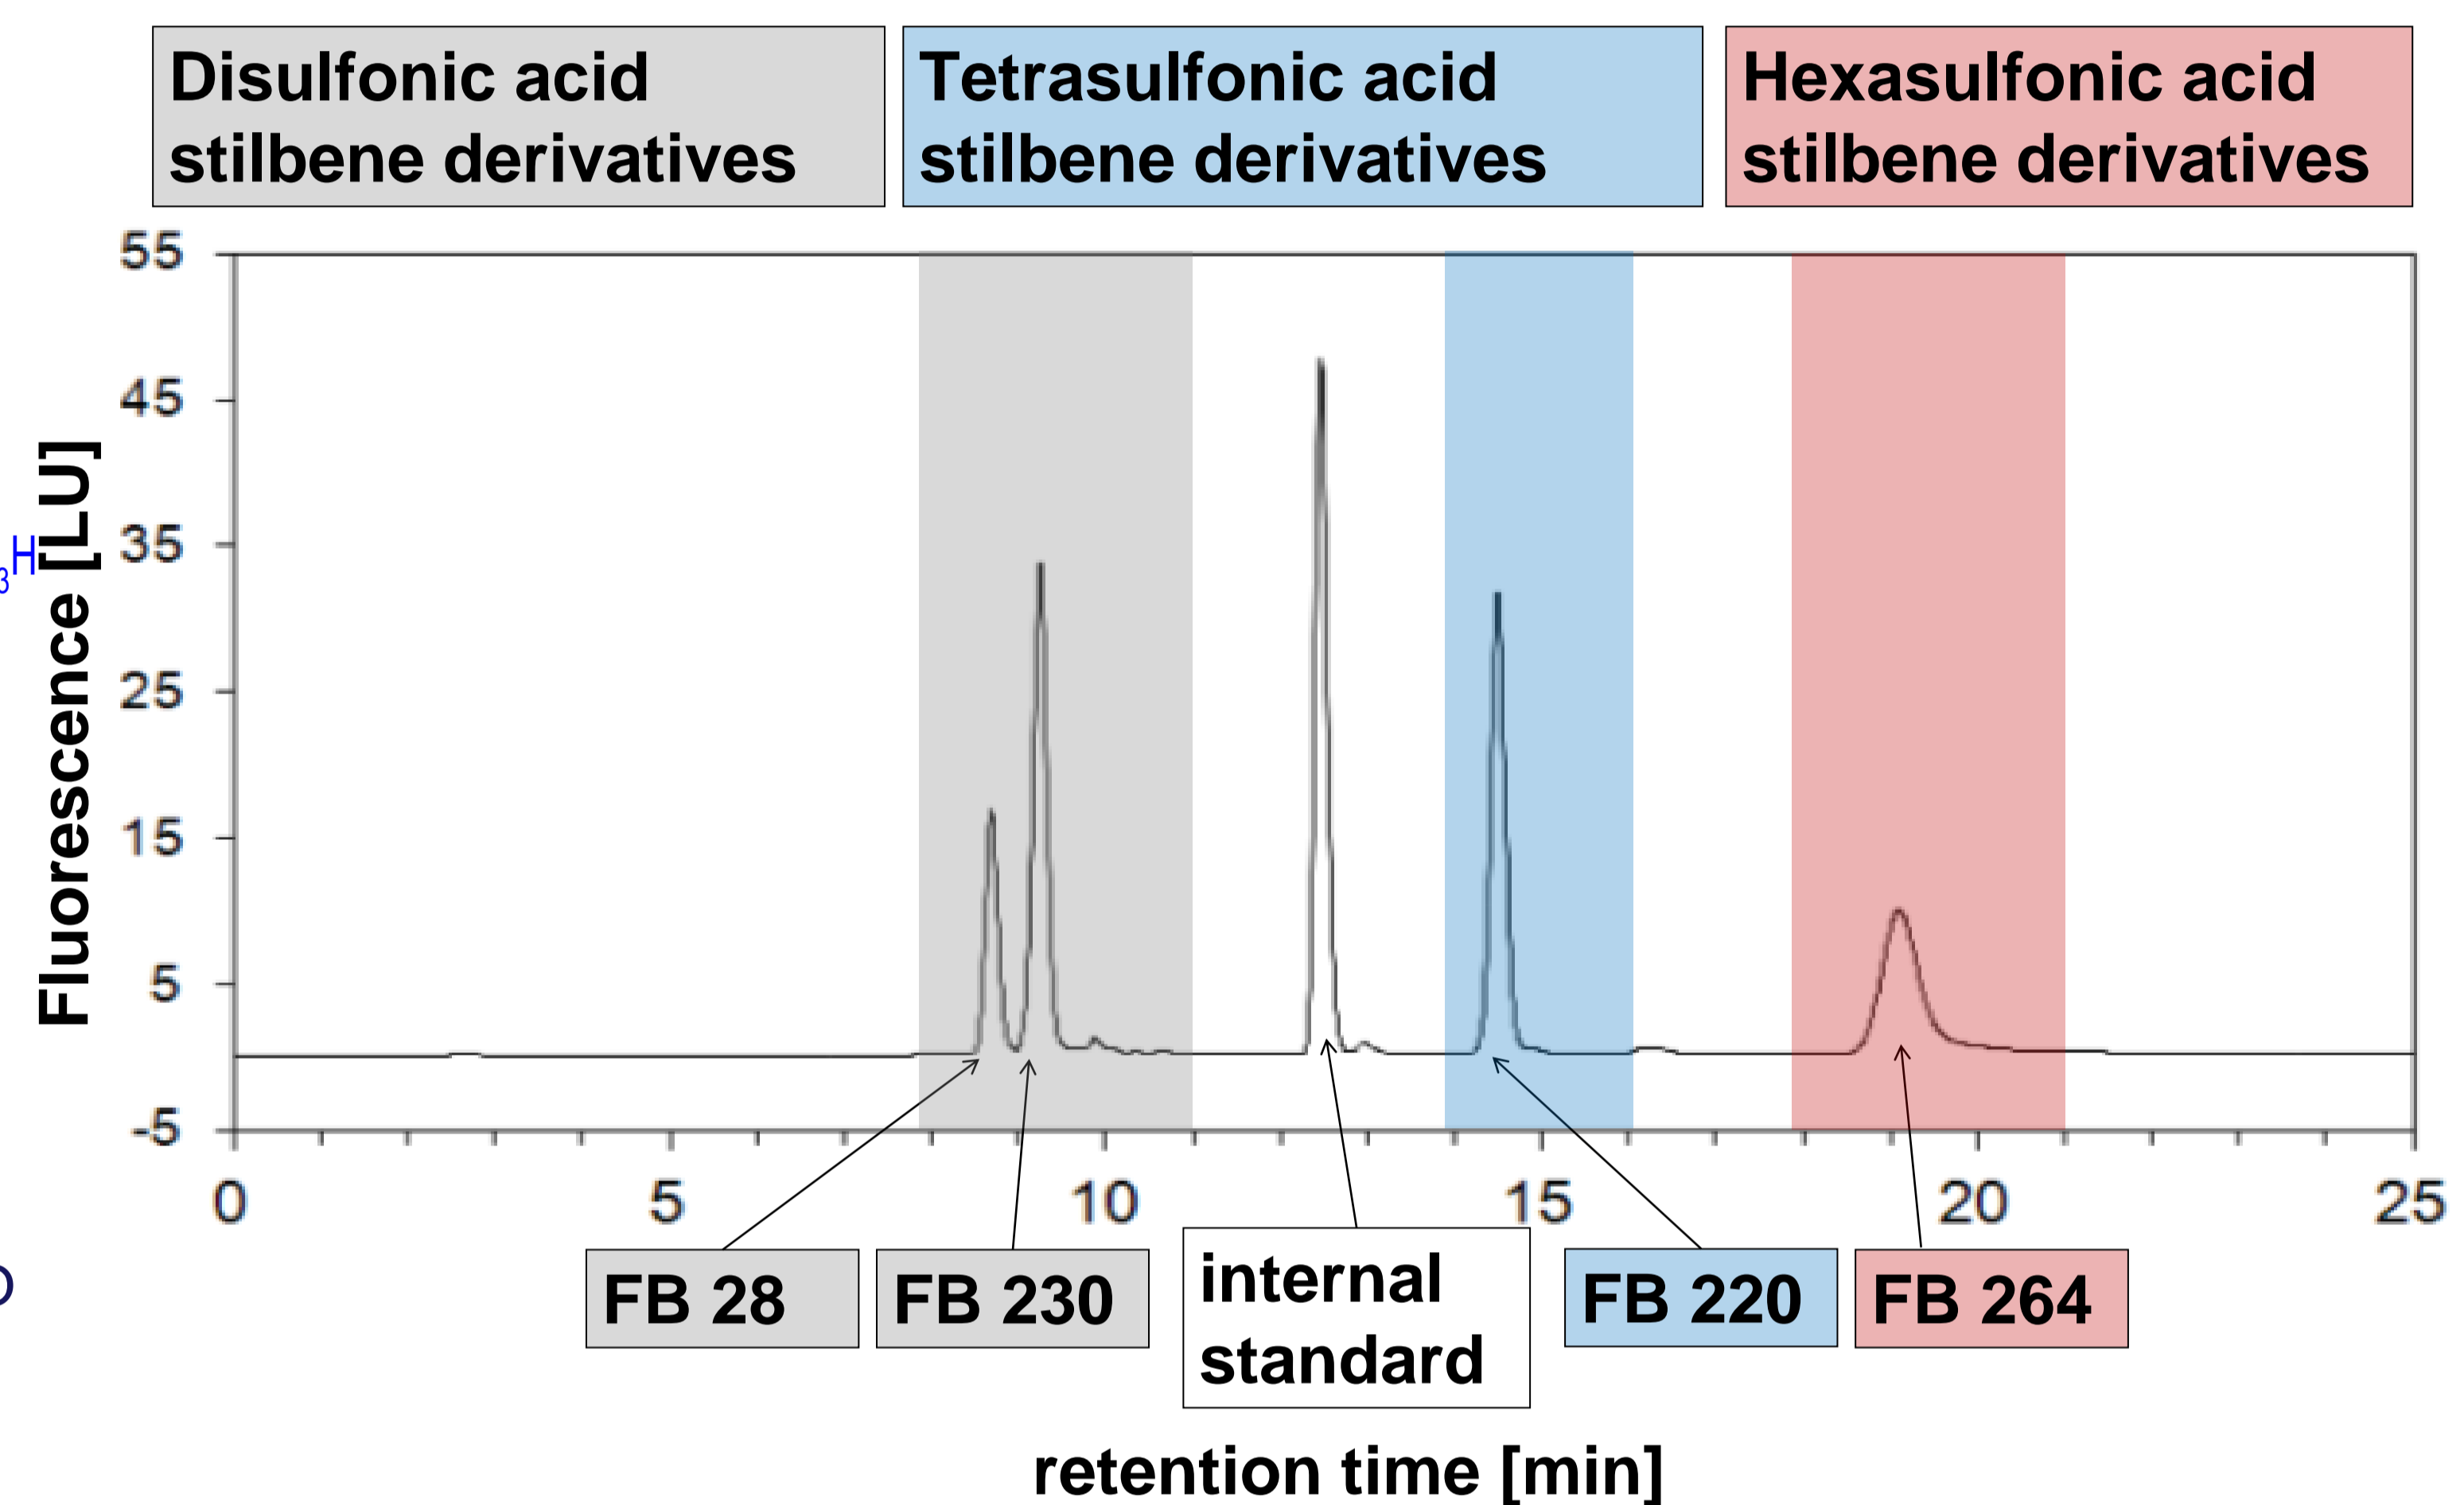 Disulfonic acid
stilbene derivatives
Tetrasulfonic acid
stilbene derivatives
Hexasulfonic acid
stilbene derivatives
55
45
35
25
15
5
-5
Fluorescence [LU]
3H
0
5
10
15
20
25
FB 28
FB 230
internal
standard
FB 220
FB 264
retention time [min]